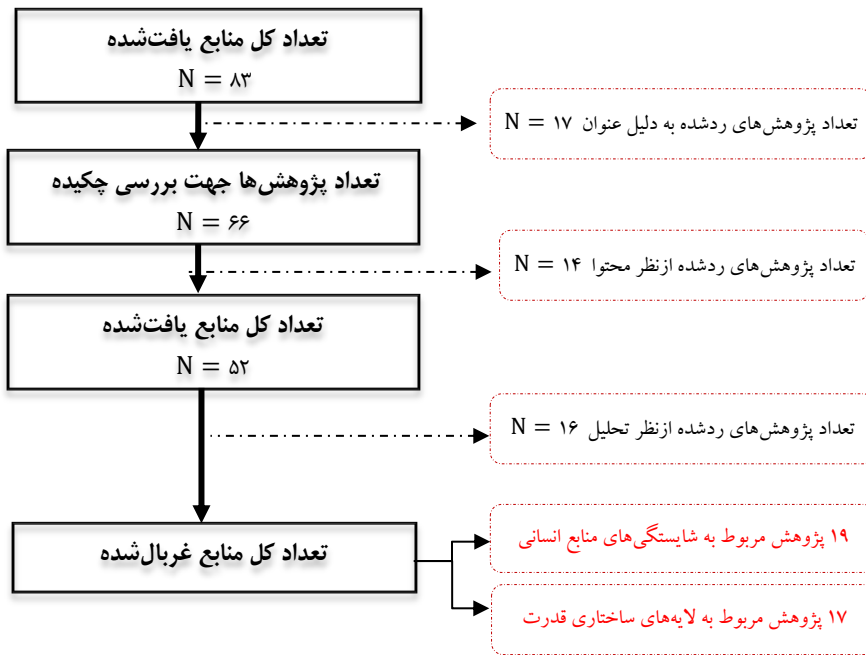 تعداد کل منابع یافت‌شده
N = ۸۳
تعداد پژوهش‌های ردشده به دلیل عنوان N = ۱۷
تعداد پژوهش‌ها جهت بررسی چکیده
N = ۶۶
تعداد پژوهش‌های ردشده ازنظر محتوا N = ۱۴
تعداد کل منابع یافت‌شده
N = ۵۲
تعداد پژوهش‌های ردشده ازنظر تحلیل N = ۱۶
تعداد کل منابع غربال‌شده
۱۹ پژوهش مربوط به شایستگی‌های منابع انسانی
۱۷ پژوهش مربوط به لایه‌های ساختاری قدرت